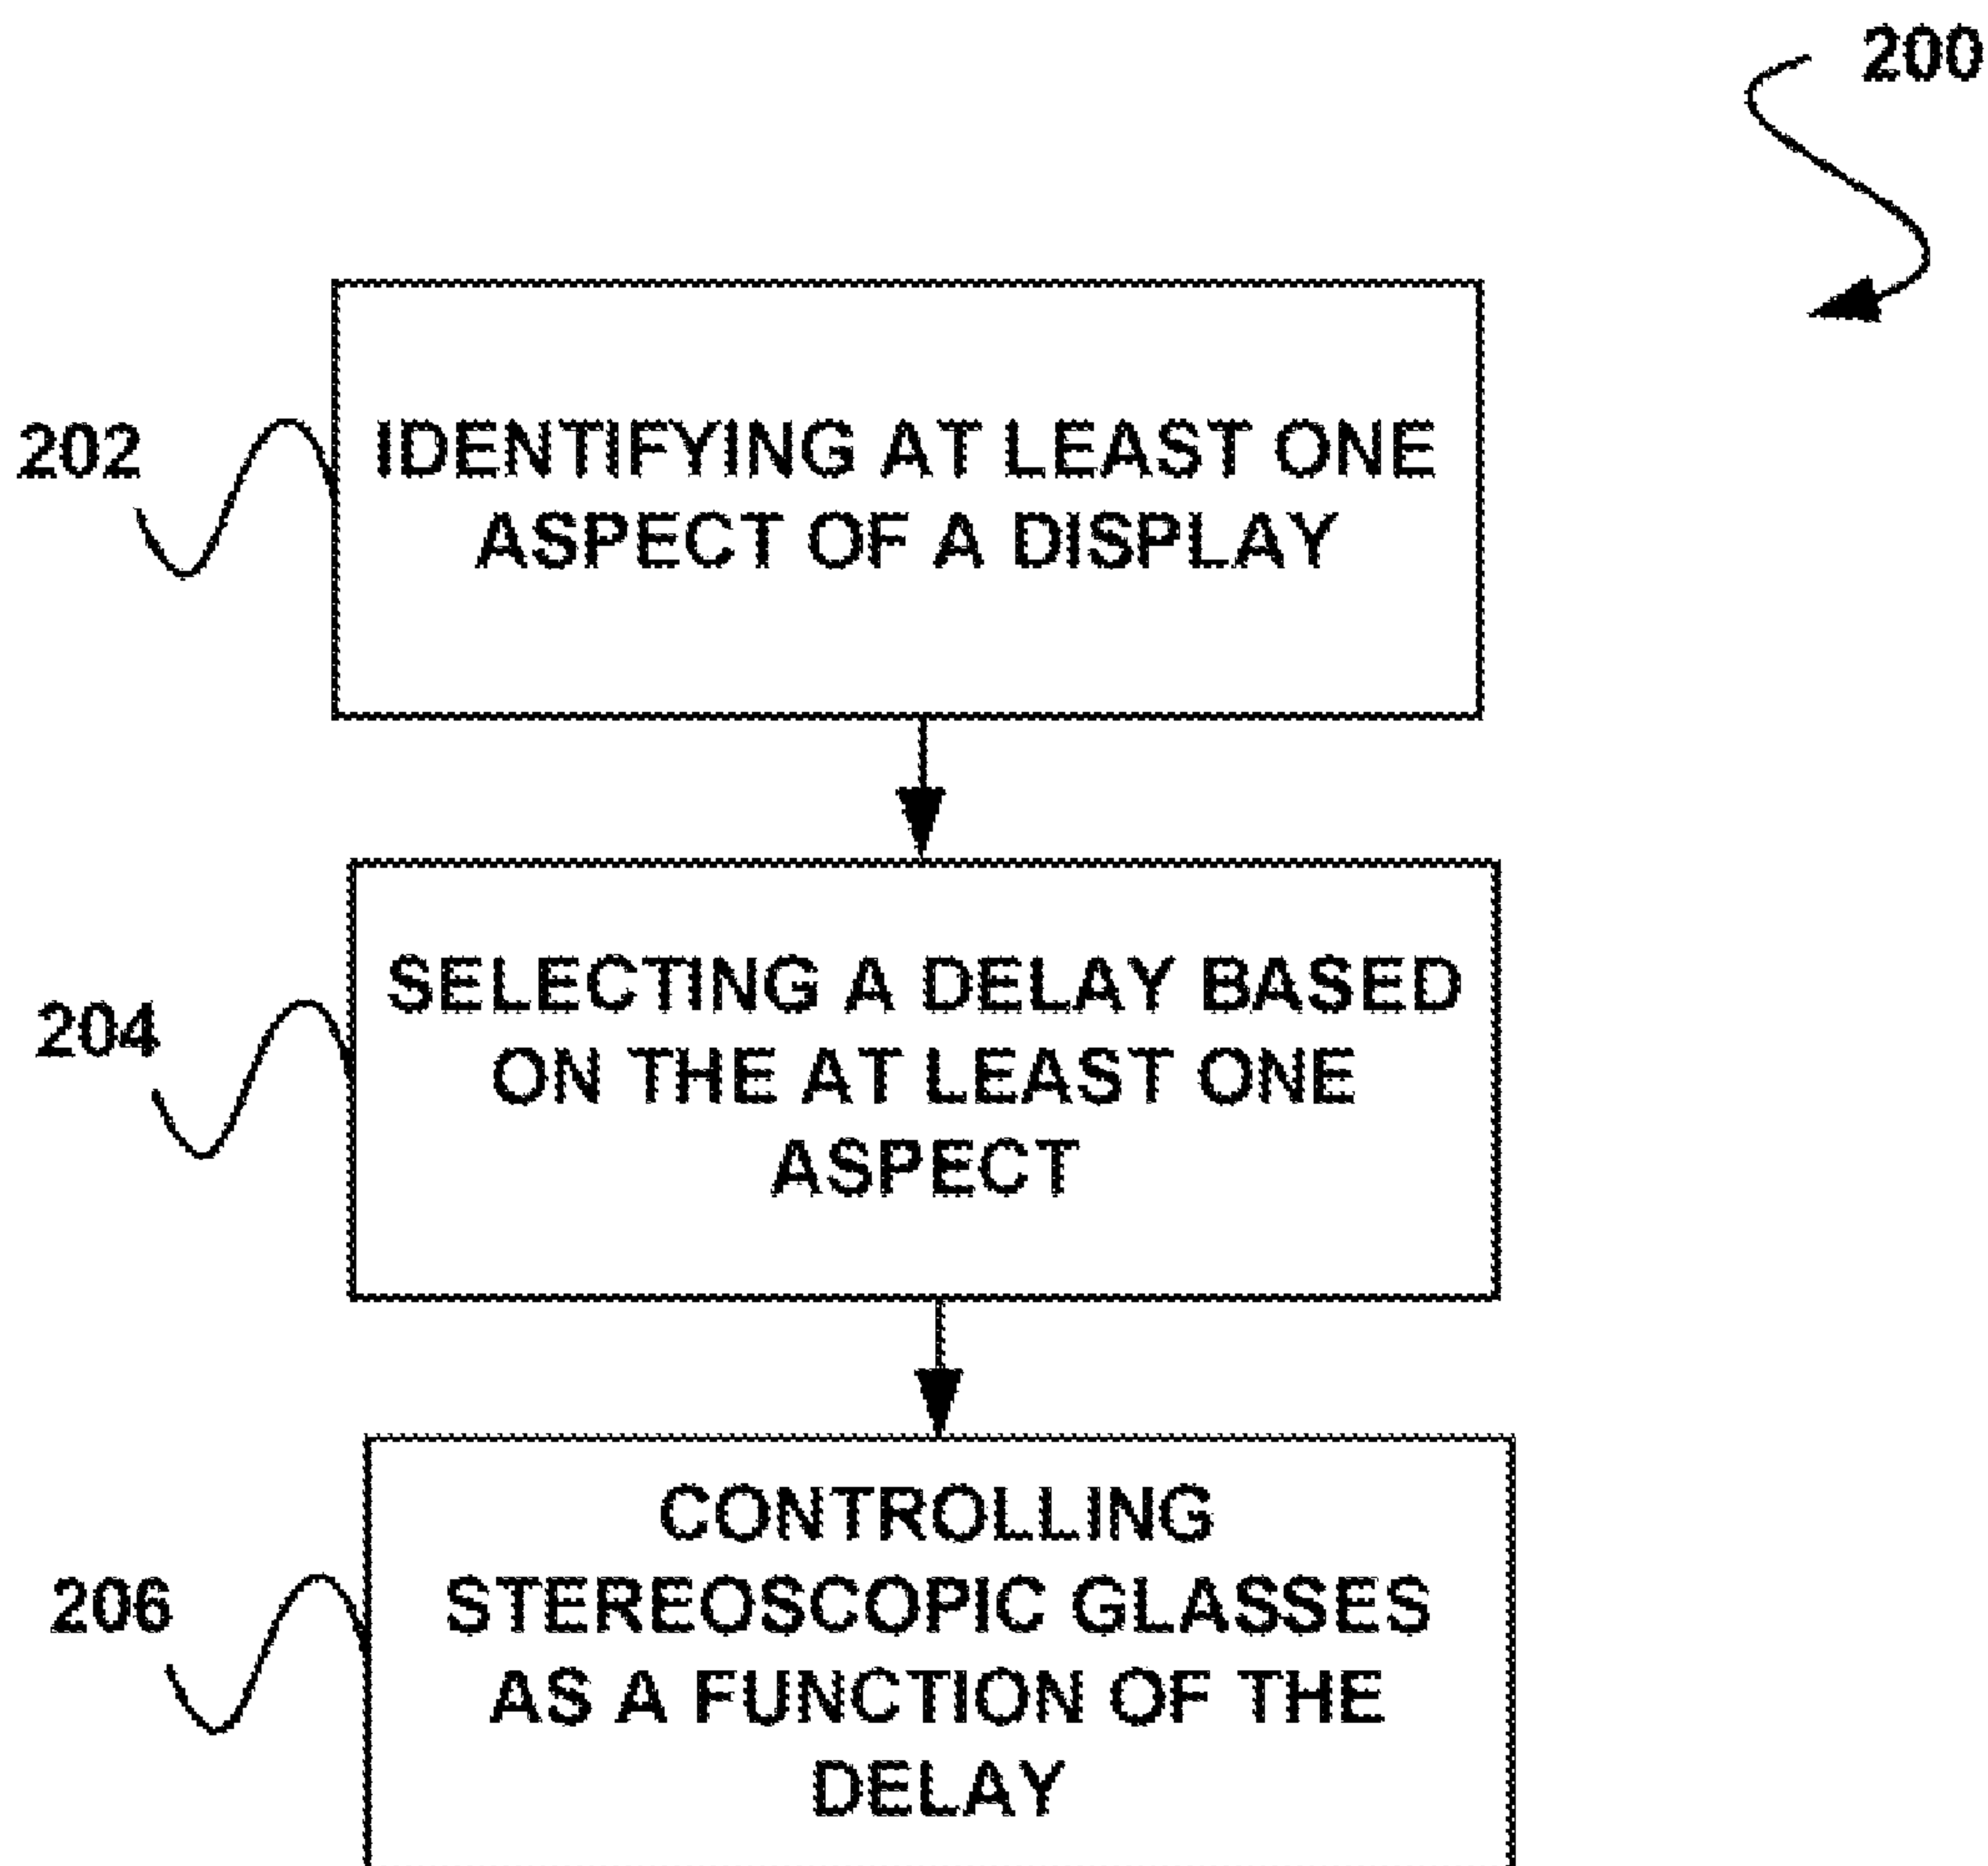 200
202
IDENTIFYING AT LEAST ONE
ASPECT OF A DISPLAY
204
SELECTING A DELAY BASED
ON THE AT LEAST ONE
ASPECT
206
CONTROLLING
STEREOSCOPIC GLASSES
AS A FUNCTION OF THE
DELAY